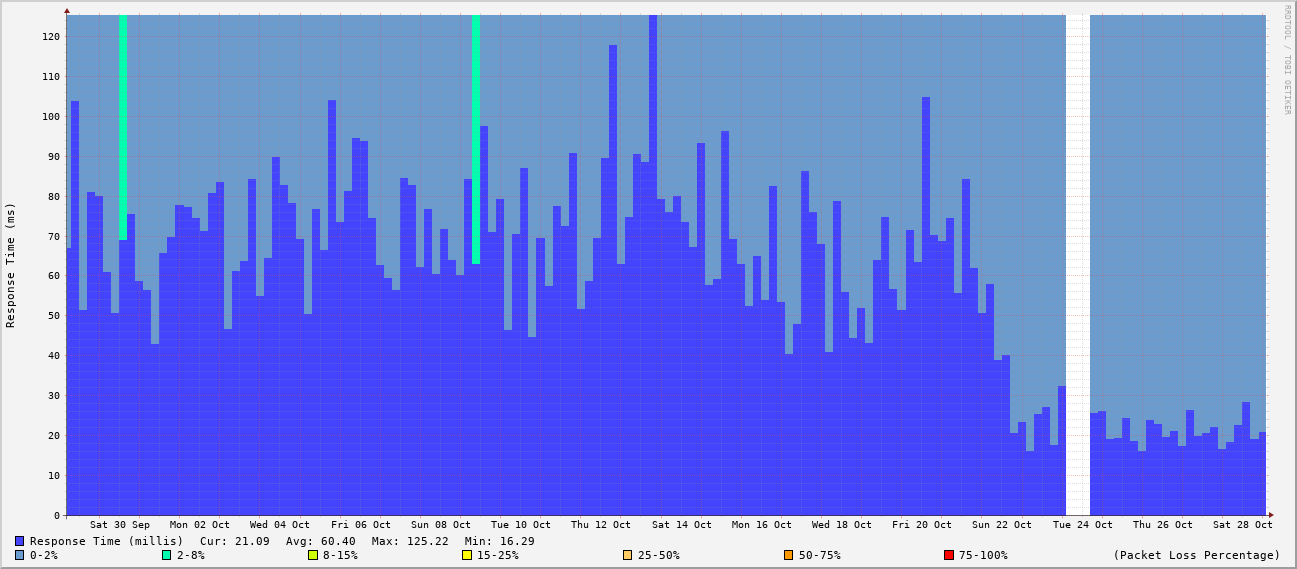 RRDTOOL / TOBI OETIKER
Response Time (ms)
120
110
100
90
80
70
60
50
40
30
20
10
0
Sat 30 Sep Mon 02 Oct Wed 04 Oct Fri 06 Oct Sun 08 Oct Tue 10 Oct Thu 12 Oct Sat 14 Oct Mon 16 Oct Wed 18 Oct Fri 20 Oct Sun 22 Oct Tue 24 Oct Thu 26 Oct Sat 28 Oct
Response Time (millis) Cur: 21.09 Avg: 60.40 Max: 125.22 Min: 16.29
0-2% 2-8% 8-15% 15-25% 25-50% 50-75% 75-100% (Packet Loss Percentage)